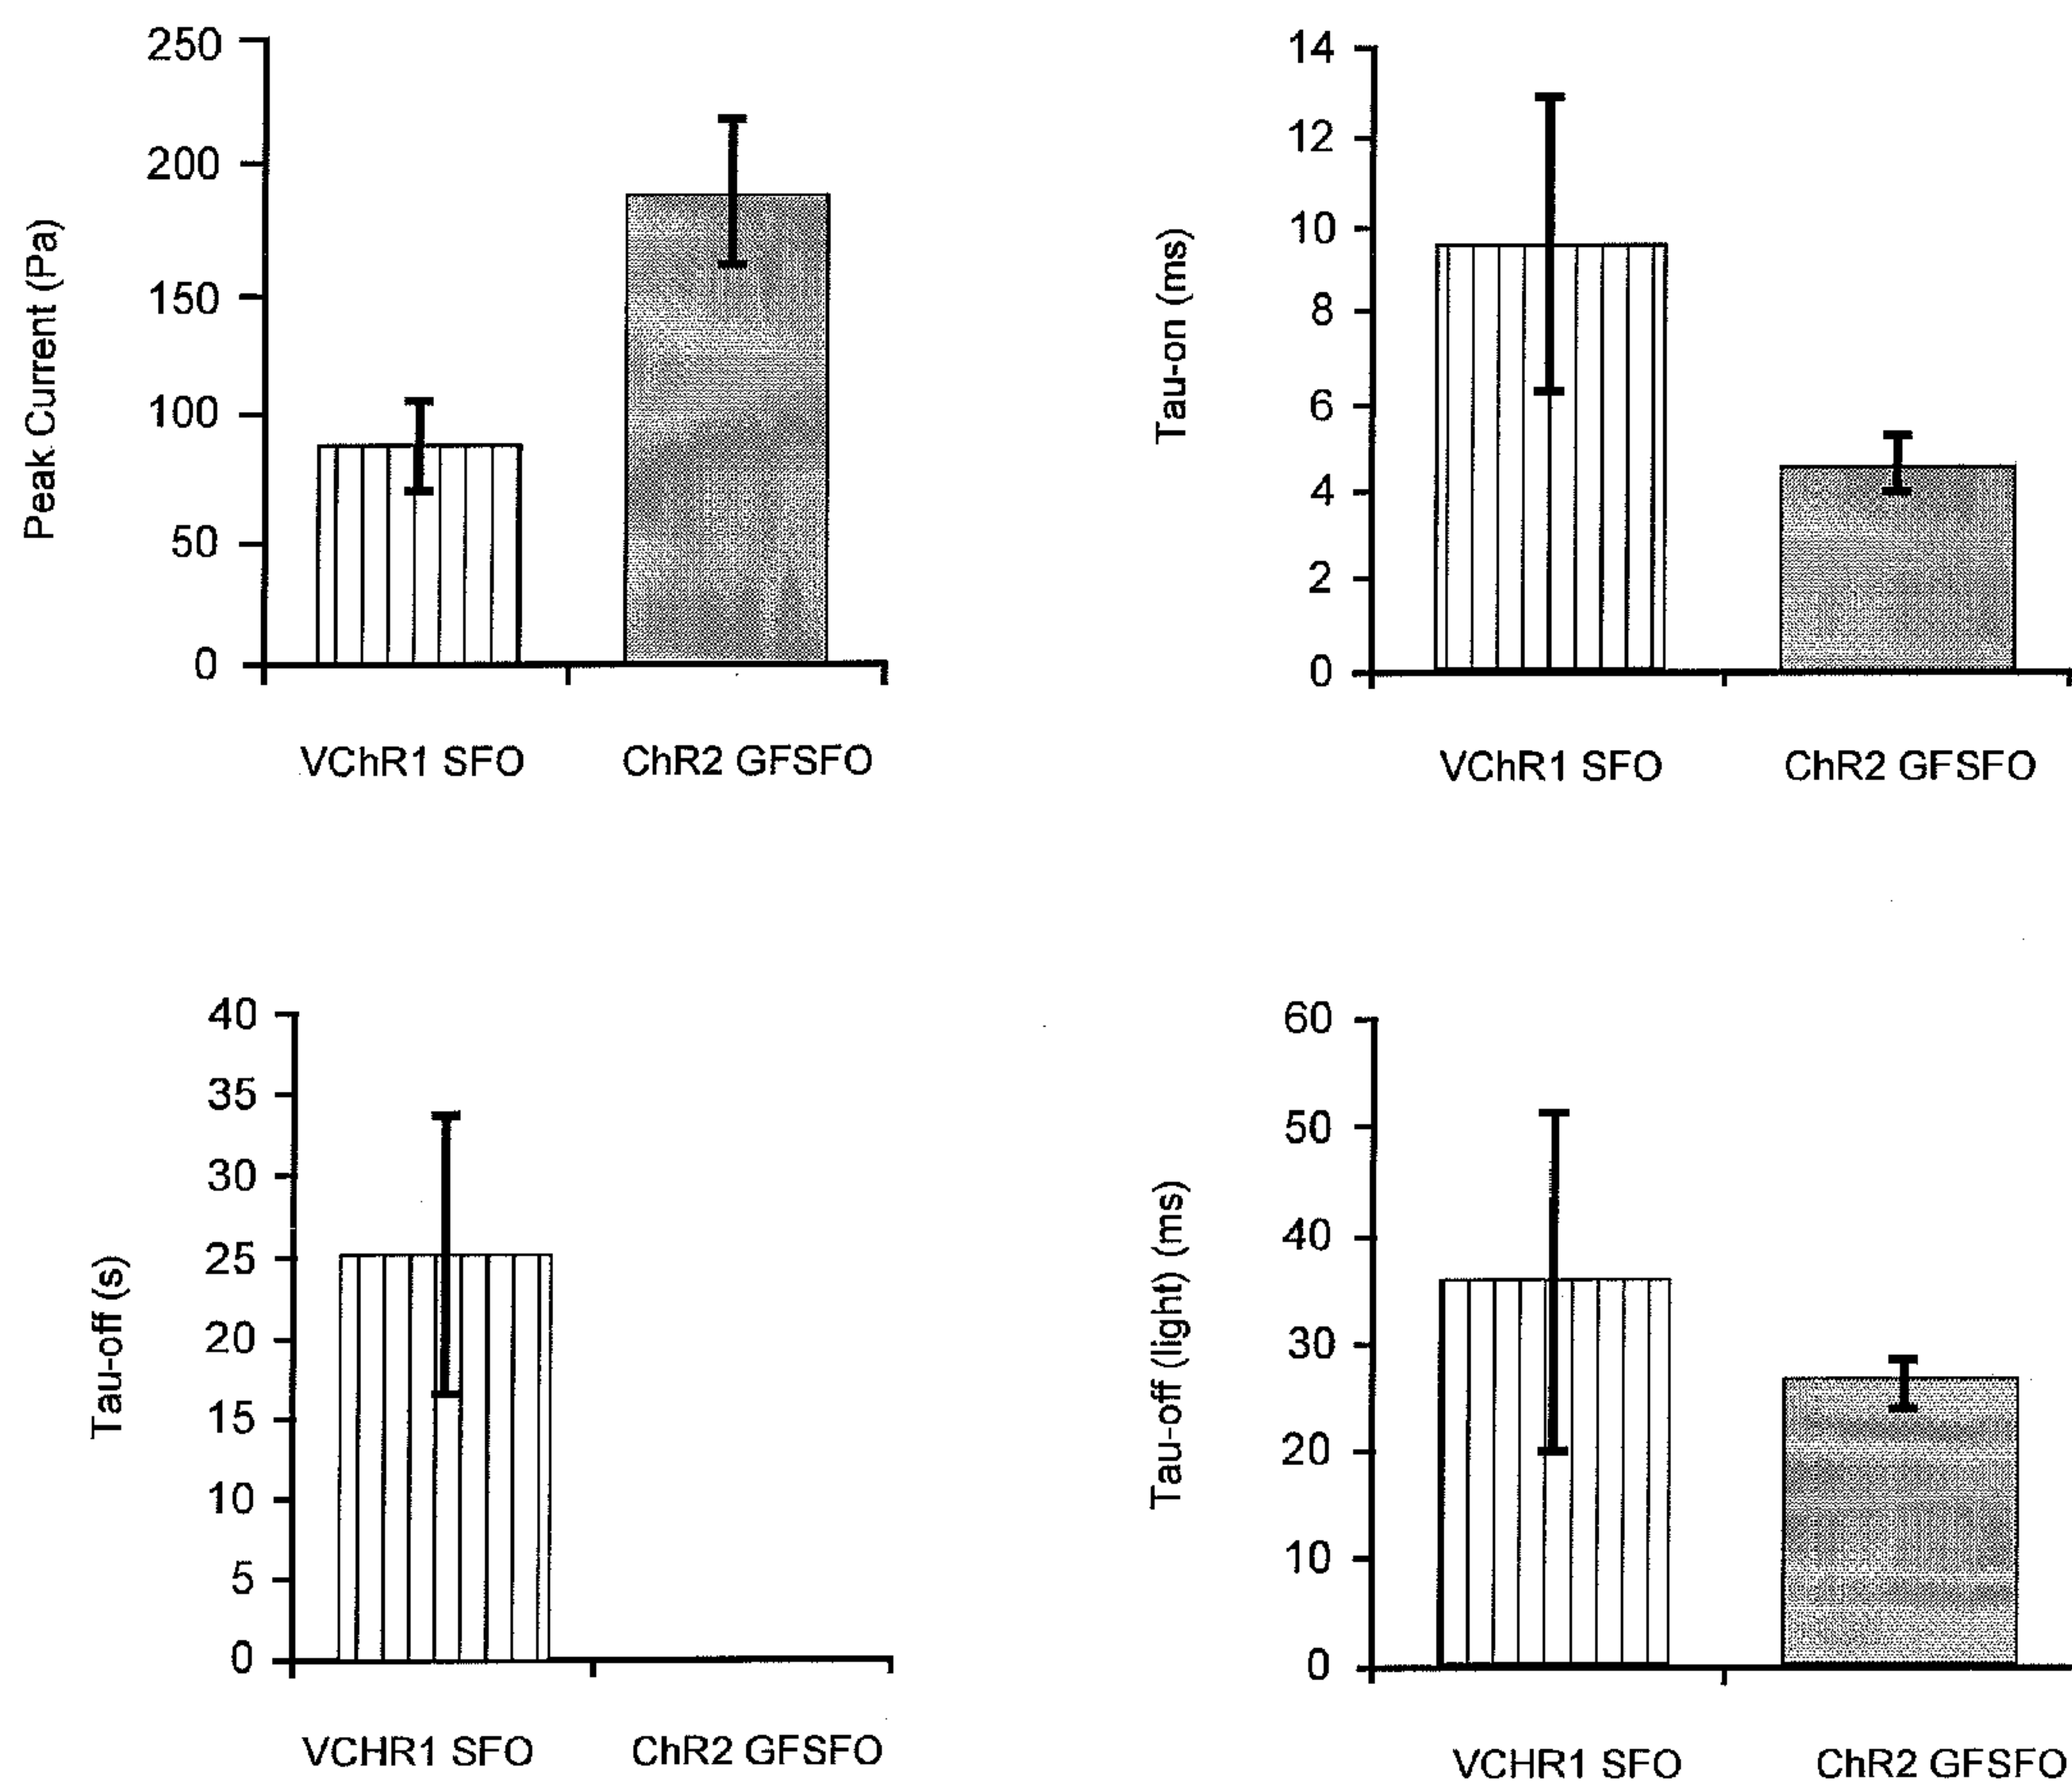 Peak Current (Pa)
250
200
150
100
50
0
VChR1 SFO
ChR2 GFSFO
Tau-on (ms)
14
12
10
8
6
4
2
0
VChR1 SFO
ChR2 GFSFO
Tau-off (s)
40
35
30
25
20
15
10
5
0
VCHR1 SFO
ChR2 GFSFO
Tau-off (light) (ms)
60
50
40
30
20
10
0
VCHR1 SFO
ChR2 GFSFO